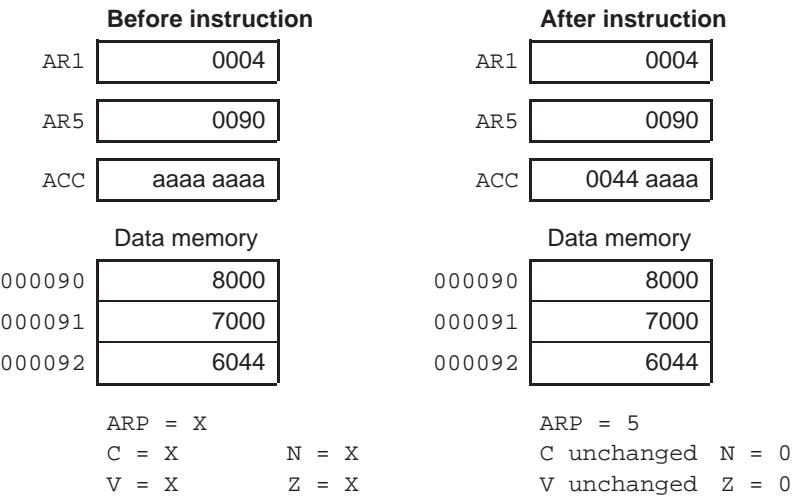 Before instruction After instruction
AR1 0004 AR1 0004
AR5 0090 AR5 0090
ACC aaaa aaaa ACC 0044 aaaa
Data memory Data memory
000090 8000 000090 8000
000091 7000 000091 7000
000092 6044 000092 6044
ARP = X ARP = 5
C = X N = X C unchanged N = 0
V = X Z = X V unchanged Z = 0